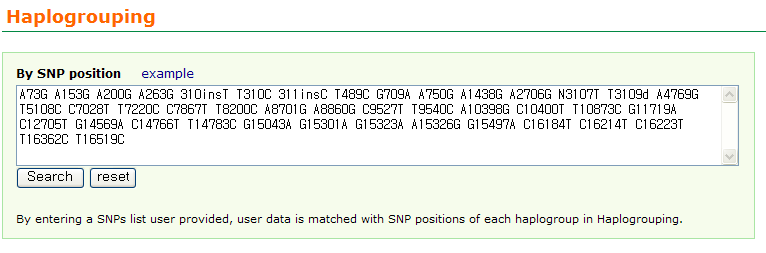 Haplogrouping
By SNP position example
A73G A153G A200G A263G 310insT T310C 311insC T489C G709A A750G A1438G A2706G N3107T T3109d A4769G
T5108C C7028T T7220C C7867T T8200C A8701G A8860G C9527T T9540C A10398G C10400T T10873C G11719A
C12705T G14569A C14766T T14783C G15043A G15301A G15323A A15326G G15497A C16184T C16214T C16223T
T16362C T16519C
Search reset
By entering a SNPs list user provided, user data is matched with SNP positions of each haplogroup in Haplogrouping.